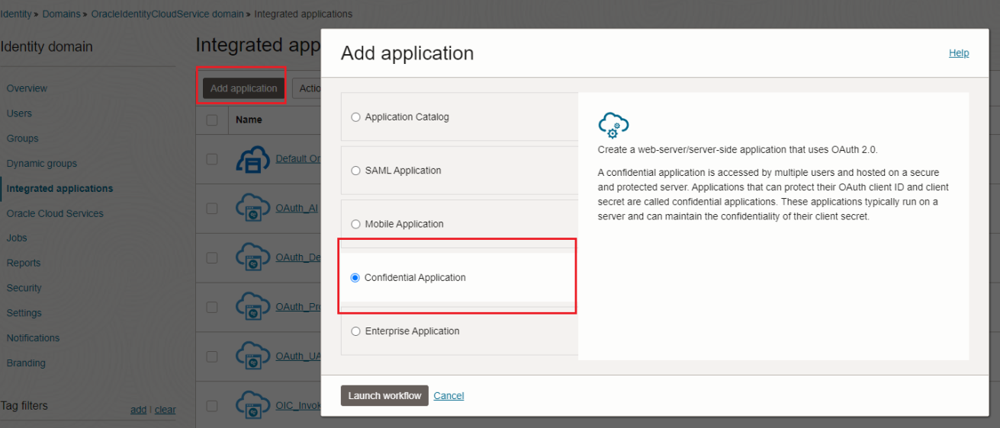 Identity » Domains » OracleIdentityCloudService domain » Integrated applications
Identity domain
Overview
Users
Groups
Dynamic groups
Integrated applications
Oracle Cloud Services
Jobs
Reports
Security
Settings
Notifications
Branding
Tag filters
add | clear
Integrated app
Add application
Actio
Name
Default Or
OAuth_AI
OAuth_De
OAuth_Pr
OAuth_UA
OIC_Invok
Add application
Help
Application Catalog
SAML Application
Mobile Application
Confidential Application
Enterprise Application
Create a web-server/server-side application that uses OAuth 2.0.
A confidential application is accessed by multiple users and hosted on a secure
and protected server. Applications that can protect their OAuth client ID and client
secret are called confidential applications. These applications typically run on a
server and can maintain the confidentiality of their client secret.
Launch workflow
Cancel